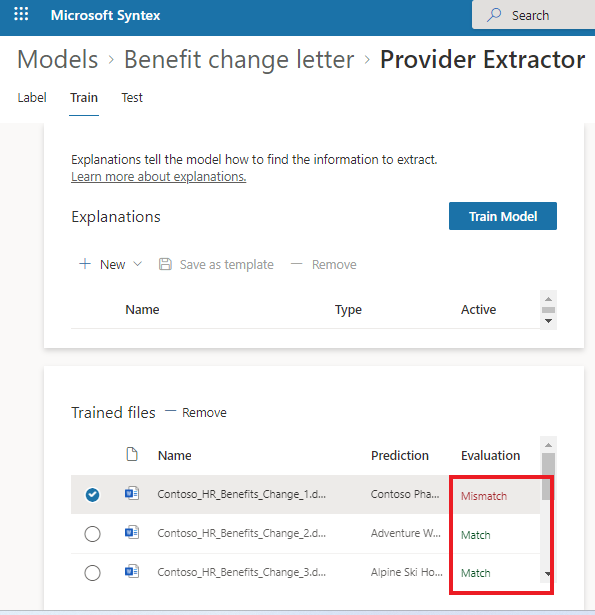 Microsoft Syntex
Search
Models > Benefit change letter > Provider Extractor
Label Train Test
Explanations tell the model how to find the information to extract.
Learn more about explanations.
Explanations
Train Model
New Save as template Remove
Name Type Active
Trained files Remove
Name Prediction Evaluation
Contoso_HR_Benefits_Change_1.d... Contoso Pha... Mismatch
Contoso_HR_Benefits_Change_2.d... Adventure W... Match
Contoso_HR_Benefits_Change_3.d... Alpine Ski Ho... Match